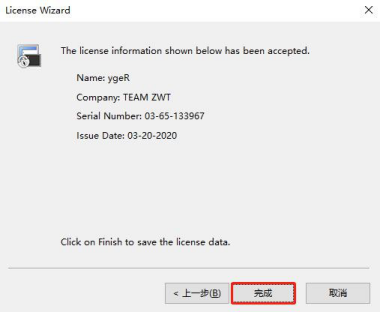 License Wizard
The license information shown below has been accepted.
Name: ygeR
Company: TEAM ZWT
Serial Number: 03-65-133967
Issue Date: 03-20-2020
Click on Finish to save the license data.
< 上一步(B) 完成 取消